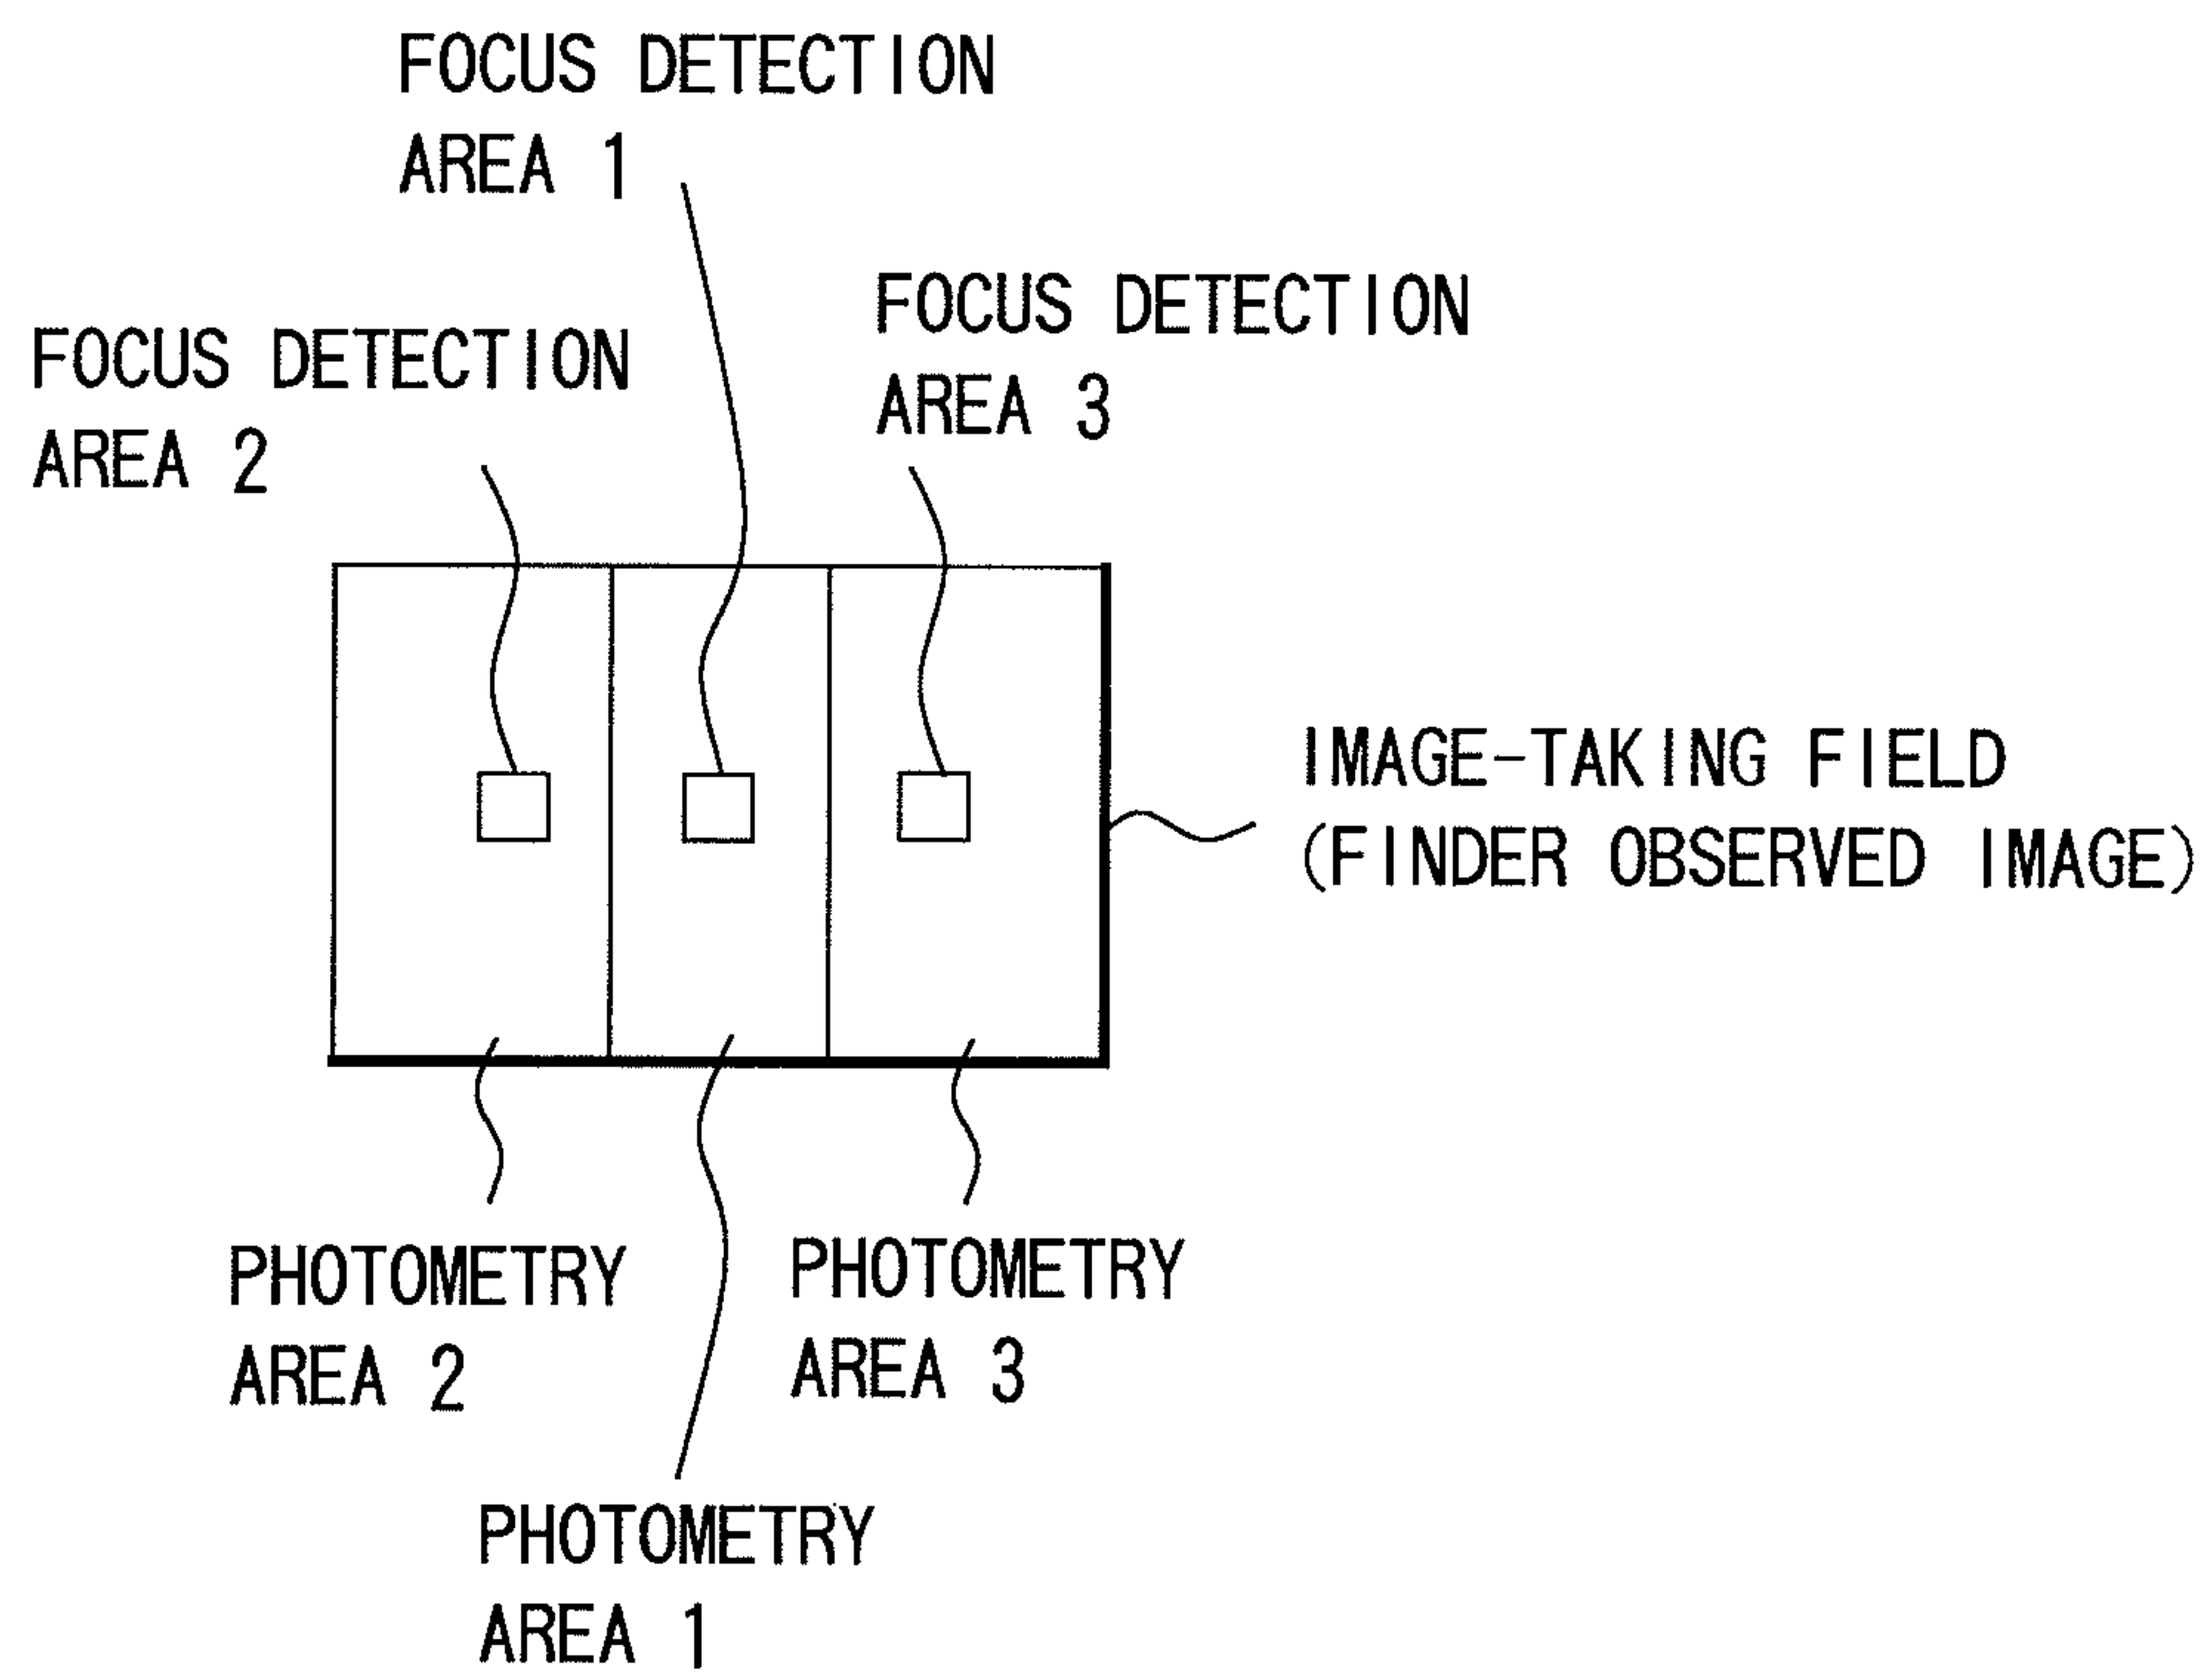 FOCUS DETECTION
AREA 1
FOCUS DETECTION
AREA 3
FOCUS DETECTION
AREA 2
IMAGE-TAKING FIELD
(FINDER OBSERVED IMAGE)
PHOTOMETRY
AREA 2
PHOTOMETRY
AREA 3
PHOTOMETRY
AREA 1